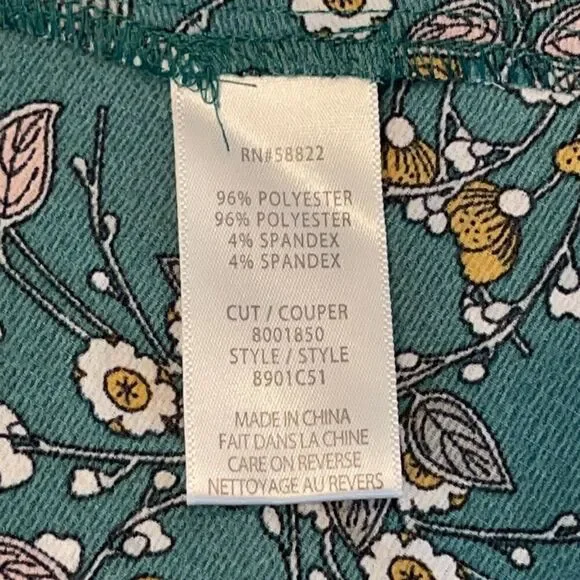 RN#58822
96% POLYESTER
96% POLYESTER
4% SPANDEX
4% SPANDEX
CUT / COUPER
8001850
STYLE / STYLE
8901C51
MADE IN CHINA
FAIT DANS LA CHINE
CARE ON REVERSE
NETTOYAGE AU REVERS